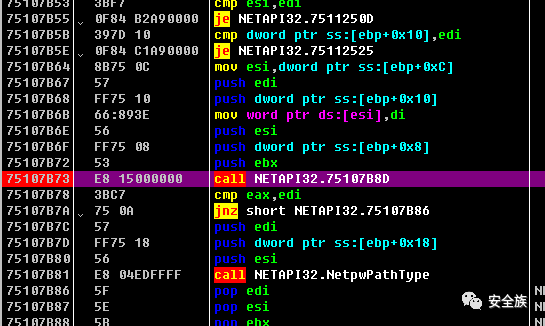 75107B53 3BF7 cmp esi,edi
75107B55 0F84 B2A90000 je NETAPI32.7511250D
75107B5B 397D 10 cmp dword ptr ss:[ebp+0x10],edi
75107B5E 0F84 C1A90000 je NETAPI32.75112525
75107B64 8B75 0C mov esi,dword ptr ss:[ebp+0xC]
75107B67 57 push edi
75107B68 FF75 10 push dword ptr ss:[ebp+0x10]
75107B6B 66:893E mov word ptr ds:[esi],di
75107B6E 56 push esi
75107B6F FF75 08 push dword ptr ss:[ebp+0x8]
75107B72 53 push ebx
75107B73 E8 15000000 call NETAPI32.75107B8D
75107B78 3BC7 cmp eax,edi
75107B7A 75 0A jnz short NETAPI32.75107B86
75107B7C 57 push edi
75107B7D FF75 18 push dword ptr ss:[ebp+0x18]
75107B80 56 push esi
75107B81 E8 04EDFFFF call NETAPI32.NetpwPathType
75107B86 5F pop edi
75107B87 5E pop esi
75107B88 5B pop ebx
安全族